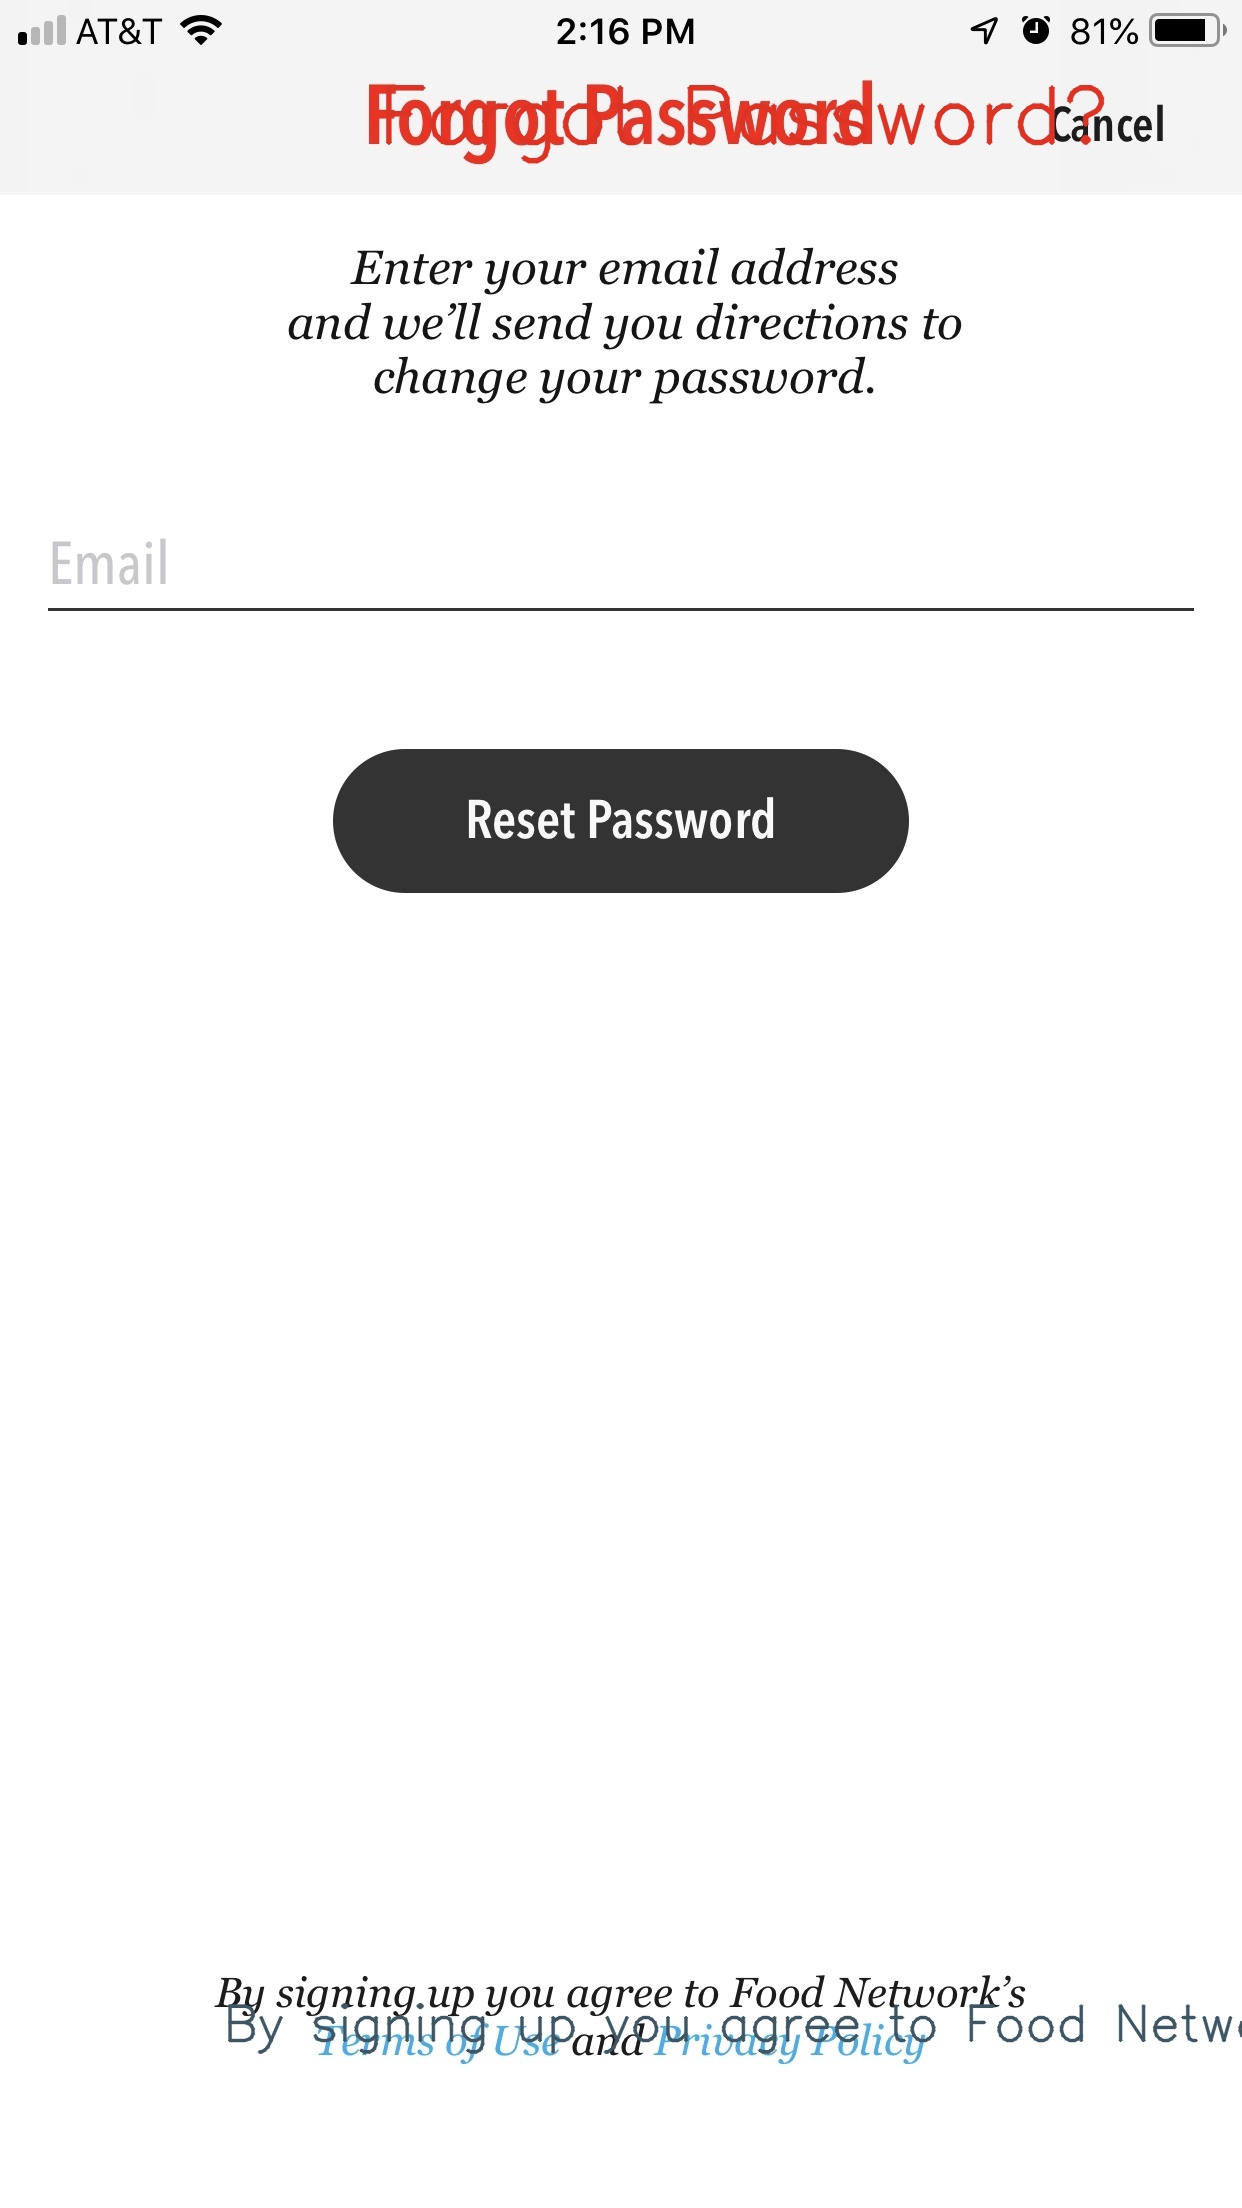 AT&T 2:16 PM 81%
Forgot Password
Forgot Password?
Cancel
Enter your email address
and we’ll send you directions to
change your password.
Email
Reset Password
By signing up you agree to Food Network’s
By signing up you agree to Food Netw
Terms of Use and Privacy Policy